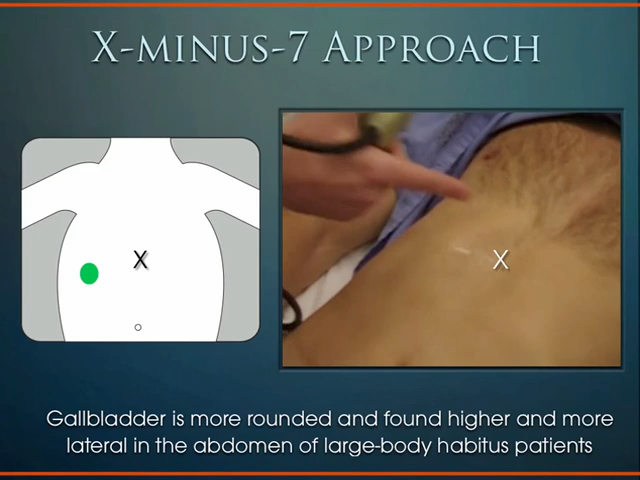 X-MINUS-7 APPROACH
X
X
Gallbladder is more rounded and found higher and more
lateral in the abdomen of large-body habitus patients